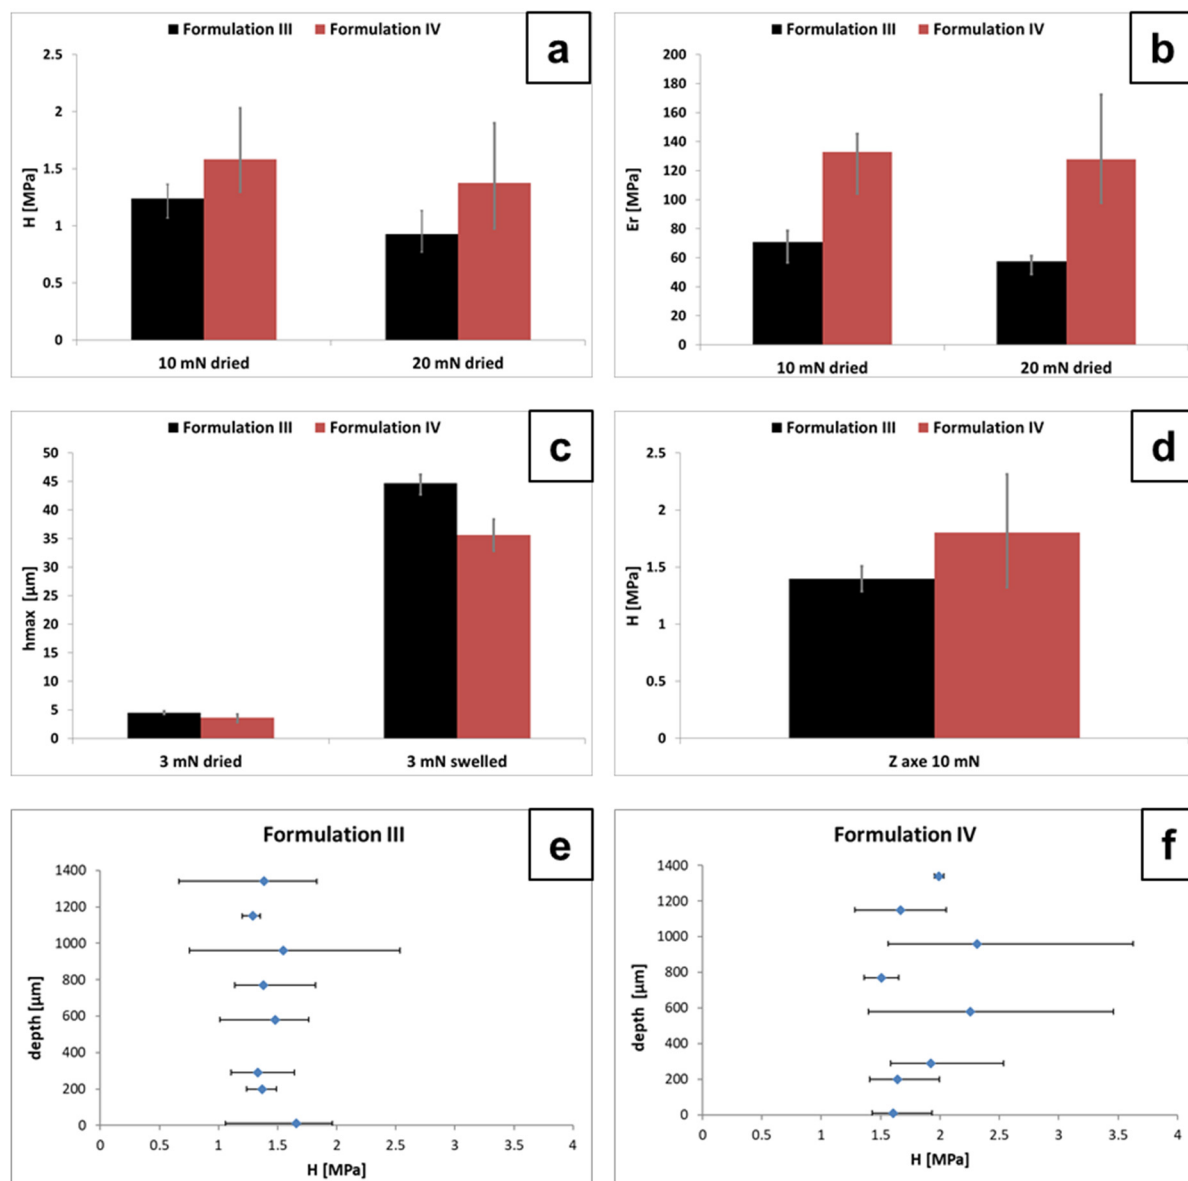 Formulation III Formulation IV
a
2.5
2
1.5
1
0.5
0
H [MPa]
10 mN dried 20 mN dried
Formulation III Formulation IV
b
200
180
160
140
120
100
80
60
40
20
0
Er [MPa]
10 mN dried 20 mN dried
Formulation III Formulation IV
c
50
45
40
35
30
25
20
15
10
5
0
hmax [µm]
3 mN dried 3 mN swelled
Formulation III Formulation IV
d
2.5
2
1.5
1
0.5
0
H [MPa]
Z axe 10 mN
Formulation III
e
1400
1200
1000
800
600
400
200
0
depth [µm]
0 0.5 1 1.5 2 2.5 3 3.5 4
H [MPa]
Formulation IV
f
1400
1200
1000
800
600
400
200
0
depth [µm]
0 0.5 1 1.5 2 2.5 3 3.5 4
H [MPa]